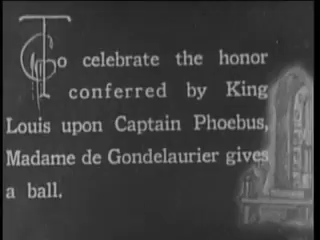 To celebrate the honor
conferred by King
Louis upon Captain Phoebus,
Madame de Gondelaurier gives
a ball.